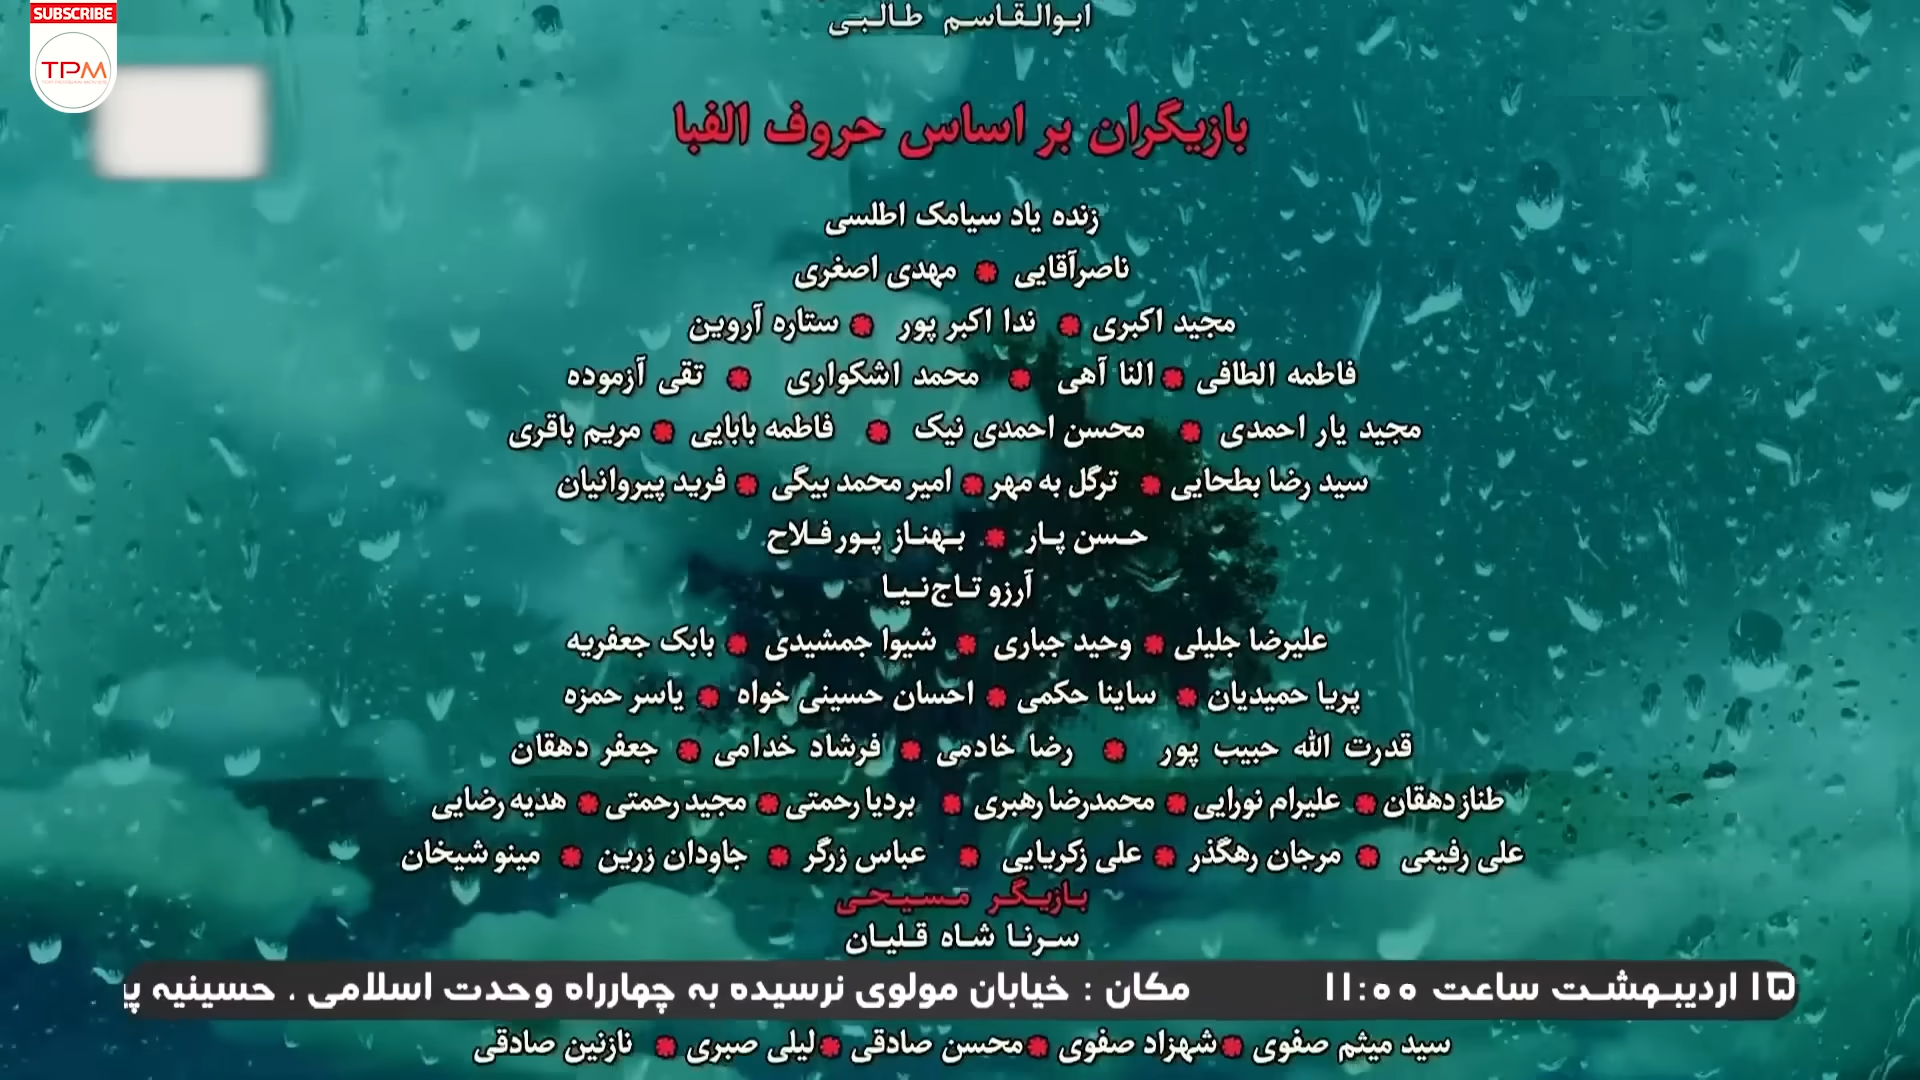 SUBSCRIBE
TPM
ابوالقاسم طالبی
بازیگران بر اساس حروف الفبا
زنده یاد سیامک اطلسی
ناصرآقایی * مهدی اصغری
مجید اکبری * ندا اکبر پور * ستاره آروین
فاطمه الطافی * النا آهی * محمد اشکواری * تقی آزموده
مجید یار احمدی * محسن احمدی نیک * فاطمه بابایی * مریم باقری
سید رضا بطحایی * ترگل به مهر * امیر محمد بیگی * فرید پیروانیان
حسن پار * بهناز پورفلاح
آرزو تاج‌نیا
علیرضا جلیلی * وحید جباری * شیوا جمشیدی * بابک جعفریه
پریا حمیدیان * ساینا حکمی * احسان حسینی خواه * یاسر حمزه
قدرت الله حبیب پور * رضا خادمی * فرشاد خدامی * جعفر دهقان
طناز دهقان * علیرام نورایی * محمدرضا رهبری * بردیا رحمتی * مجید رحمتی * هدیه رضایی
علی رفیعی * مرجان رهگذر * علی زکریایی * عباس زرگر * جاودان زرین * مینو شیخان
بازیگر مسیحی
سرنا شاه قلیان
۱۵ اردیبهشت ساعت ۱۱:۰۰ مکان : خیابان مولوی نرسیده به چهارراه وحدت اسلامی . حسینیه
سید میثم صفوی * شهزاد صفوی * محسن صادقی * لیلی صبری * نازنین صادقی